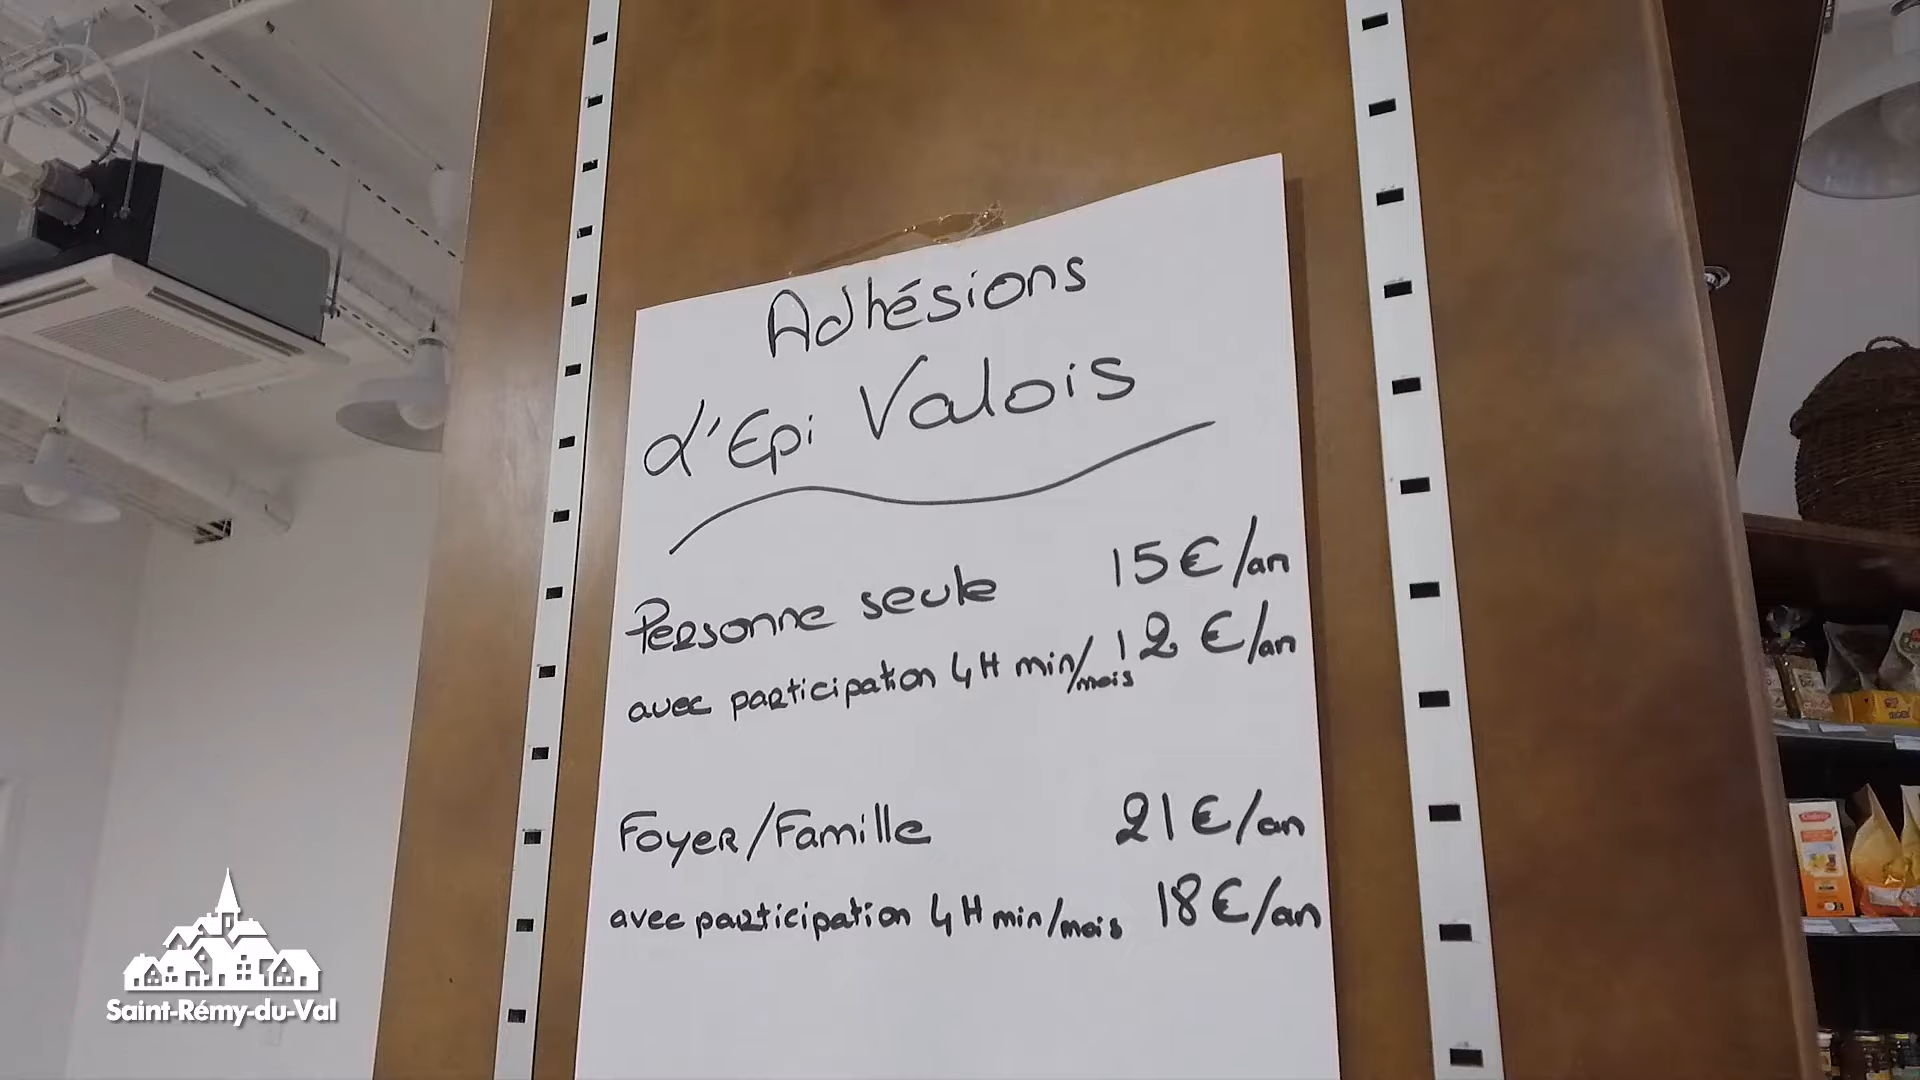 Adhésions
d'Epi Valois
Personne seule 15€/an
avec participation 4H min/mois 12€/an
Foyer/Famille 21€/an
avec participation 4H min/mois 18€/an
Saint-Rémy-du-Val